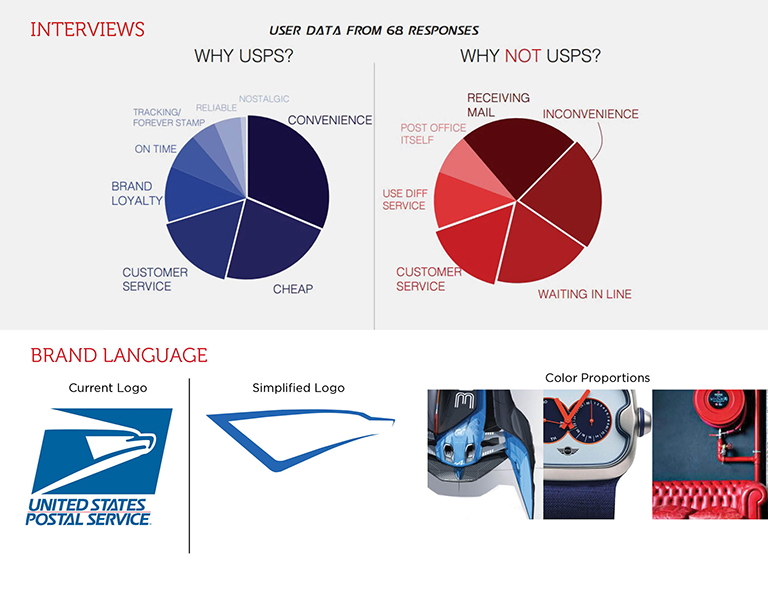 INTERVIEWS
USER DATA FROM 68 RESPONSES
WHY USPS?
NOSTALGIC
RELIABLE
TRACKING/
FOREVER STAMP
CONVENIENCE
ON TIME
BRAND
LOYALTY
CUSTOMER
SERVICE
CHEAP
WHY NOT USPS?
RECEIVING
MAIL
INCONVENIENCE
POST OFFICE
ITSELF
USE DIFF
SERVICE
CUSTOMER
SERVICE
WAITING IN LINE
BRAND LANGUAGE
Current Logo
UNITED STATES
POSTAL SERVICE
Simplified Logo
Color Proportions